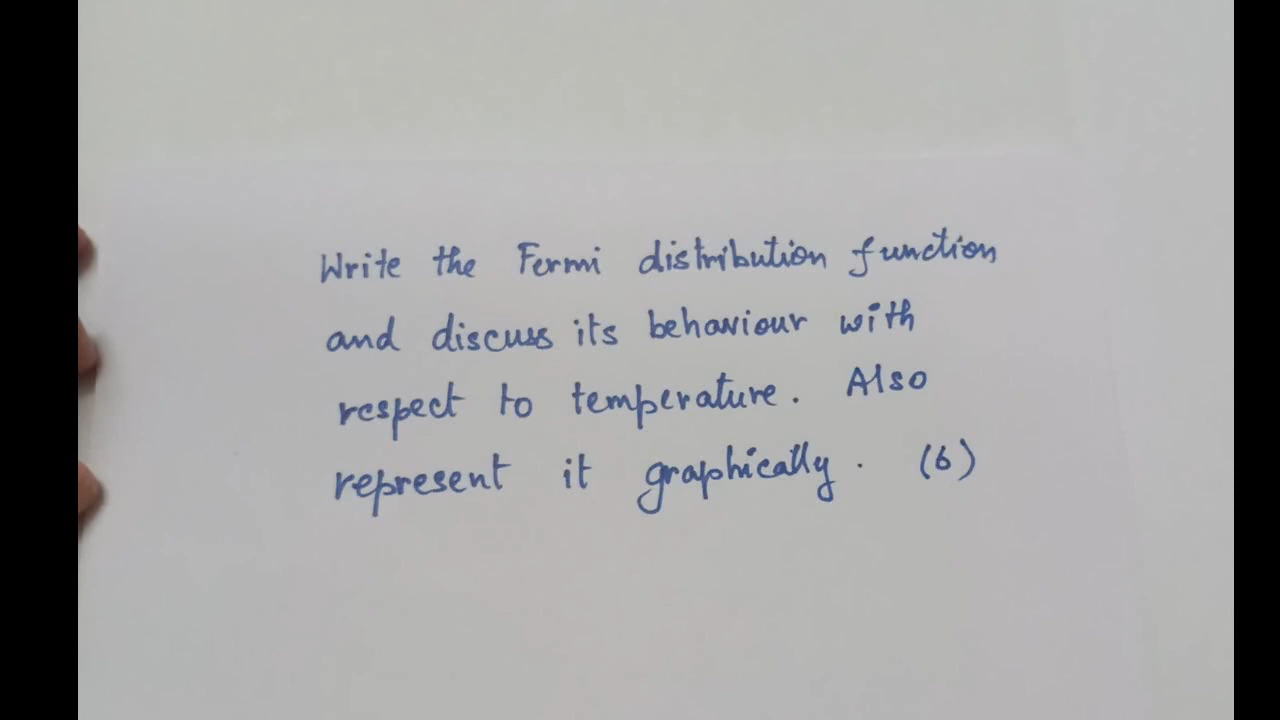 Write the Fermi distribution function
and discuss its behaviour with
respect to temperature. Also
represent it graphically. (6)